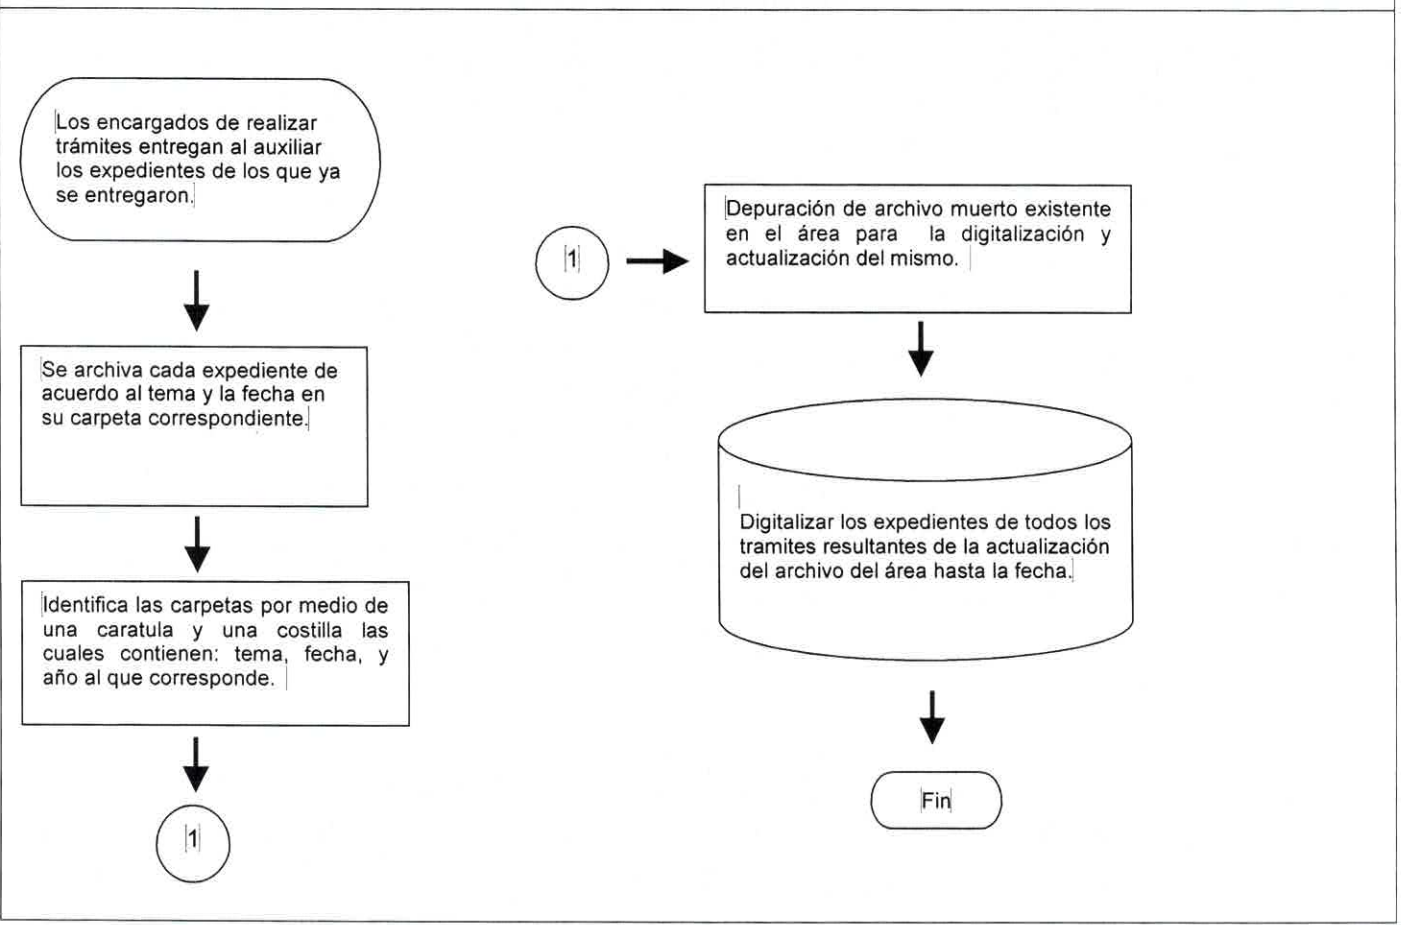 Los encargados de realizar
trámites entregan al auxiliar
los expedientes de los que ya
se entregaron.
Se archiva cada expediente de
acuerdo al tema y la fecha en
su carpeta correspondiente.
Identifica las carpetas por medio de
una caratula y una costilla las
cuales contienen: tema, fecha, y
año al que corresponde.
1
1
Depuración de archivo muerto existente
en el área para la digitalización y
actualización del mismo.
Digitalizar los expedientes de todos los
tramites resultantes de la actualización
del archivo del área hasta la fecha.
Fin